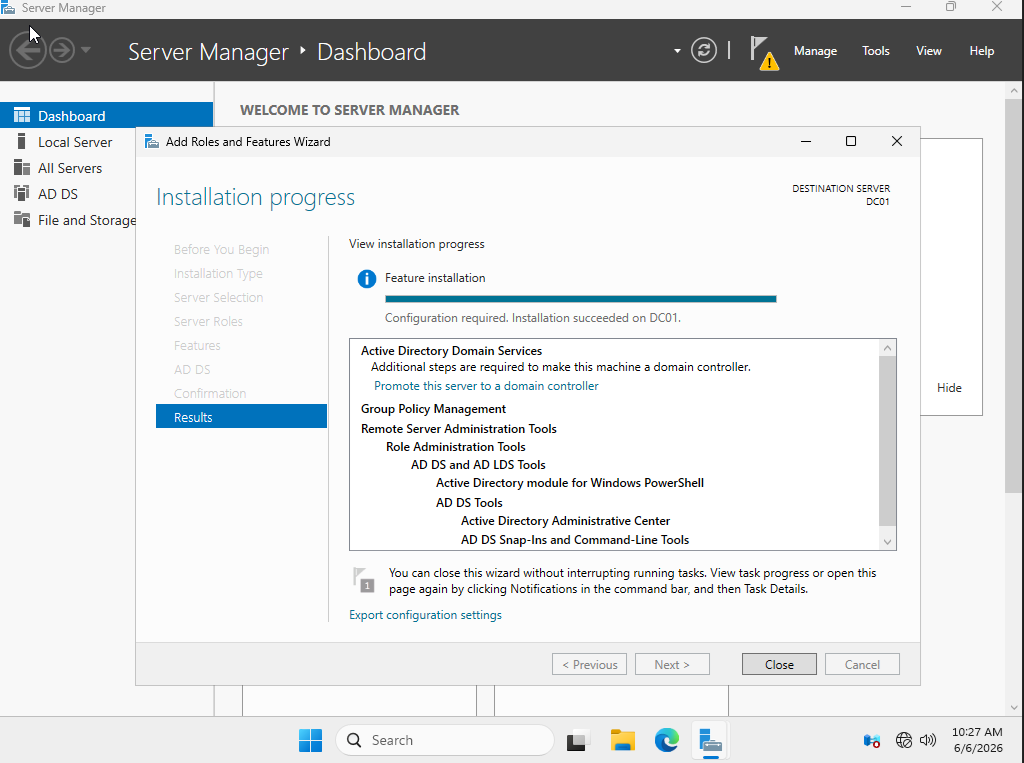 Server Manager
Server Manager ‣ Dashboard
Manage Tools View Help
Dashboard
Local Server
All Servers
AD DS
File and Storage
WELCOME TO SERVER MANAGER
Add Roles and Features Wizard
Installation progress
DESTINATION SERVER
DC01
Before You Begin
Installation Type
Server Selection
Server Roles
Features
AD DS
Confirmation
Results
View installation progress
Feature installation
Configuration required. Installation succeeded on DC01.
Active Directory Domain Services
Additional steps are required to make this machine a domain controller.
Promote this server to a domain controller
Group Policy Management
Remote Server Administration Tools
Role Administration Tools
AD DS and AD LDS Tools
Active Directory module for Windows PowerShell
AD DS Tools
Active Directory Administrative Center
AD DS Snap-Ins and Command-Line Tools
1
You can close this wizard without interrupting running tasks. View task progress or open this
page again by clicking Notifications in the command bar, and then Task Details.
Export configuration settings
< Previous Next > Close Cancel
Hide
Search
10:27 AM
6/6/2026